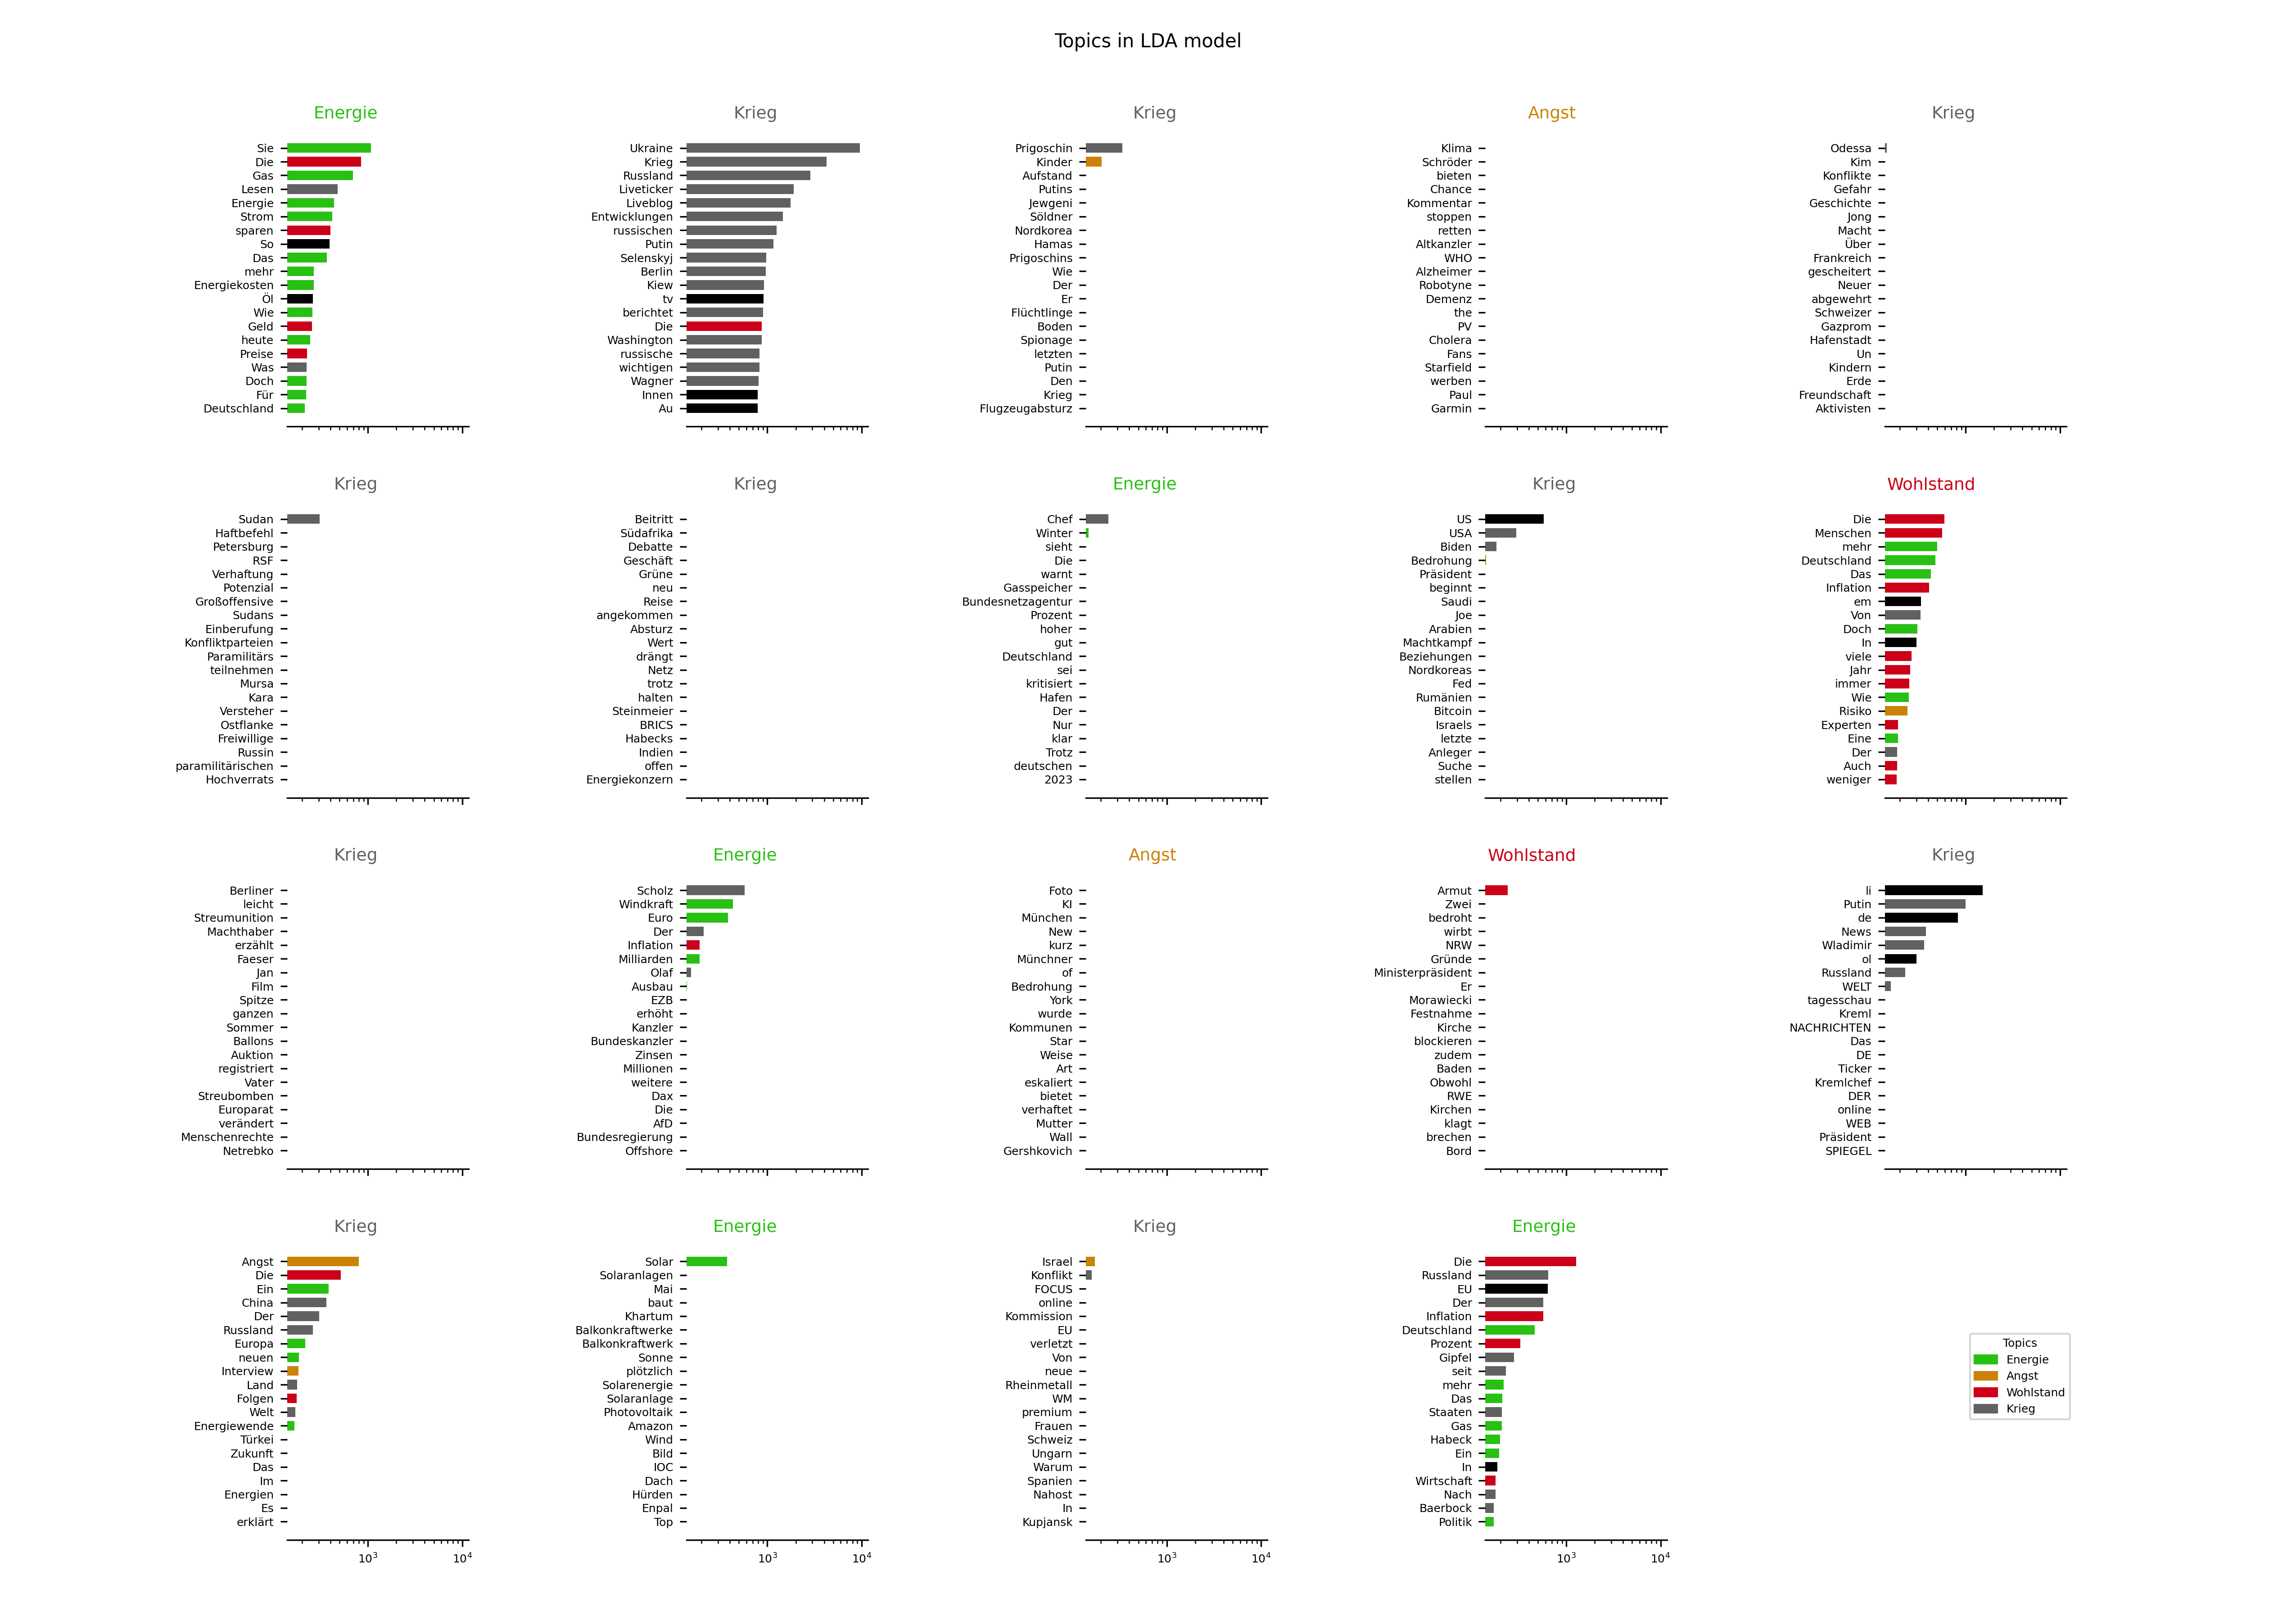 Topics in LDA model
Energie
Sie
Die
Gas
Lesen
Energie
Strom
sparen
So
Das
mehr
Energiekosten
Öl
Wie
Geld
heute
Preise
Was
Doch
Für
Deutschland
Krieg
Ukraine
Krieg
Russland
Liveticker
Liveblog
Entwicklungen
russischen
Putin
Selenskyj
Berlin
Kiew
tv
berichtet
Die
Washington
russische
wichtigen
Wagner
Innen
Au
Krieg
Prigoschin
Kinder
Aufstand
Putins
Jewgeni
Söldner
Nordkorea
Hamas
Prigoschins
Wie
Der
Er
Flüchtlinge
Boden
Spionage
letzten
Putin
Den
Krieg
Flugzeugabsturz
Angst
Klima
Schröder
bieten
Chance
Kommentar
stoppen
retten
Altkanzler
WHO
Alzheimer
Robotyne
Demenz
the
PV
Cholera
Fans
Starfield
werben
Paul
Garmin
Krieg
Odessa
Kim
Konflikte
Gefahr
Geschichte
Jong
Macht
Über
Frankreich
gescheitert
Neuer
abgewehrt
Schweizer
Gazprom
Hafenstadt
Un
Kindern
Erde
Freundschaft
Aktivisten
Krieg
Sudan
Haftbefehl
Petersburg
RSF
Verhaftung
Potenzial
Großoffensive
Sudans
Einberufung
Konfliktparteien
Paramilitärs
teilnehmen
Mursa
Kara
Versteher
Ostflanke
Freiwillige
Russin
paramilitärischen
Hochverrats
Krieg
Beitritt
Südafrika
Debatte
Geschäft
Grüne
neu
Reise
angekommen
Absturz
Wert
drängt
Netz
trotz
halten
Steinmeier
BRICS
Habecks
Indien
offen
Energiekonzern
Energie
Chef
Winter
sieht
Die
warnt
Gasspeicher
Bundesnetzagentur
Prozent
hoher
gut
Deutschland
sei
kritisiert
Hafen
Der
Nur
klar
Trotz
deutschen
2023
Krieg
US
USA
Biden
Bedrohung
Präsident
beginnt
Saudi
Joe
Arabien
Machtkampf
Beziehungen
Nordkoreas
Fed
Rumänien
Bitcoin
Israels
letzte
Anleger
Suche
stellen
Wohlstand
Die
Menschen
mehr
Deutschland
Das
Inflation
em
Von
Doch
In
viele
Jahr
immer
Wie
Risiko
Experten
Eine
Der
Auch
weniger
Krieg
Berliner
leicht
Streumunition
Machthaber
erzählt
Faeser
Jan
Film
Spitze
ganzen
Sommer
Ballons
Auktion
registriert
Vater
Streubomben
Europarat
verändert
Menschenrechte
Netrebko
Energie
Scholz
Windkraft
Euro
Der
Inflation
Milliarden
Olaf
Ausbau
EZB
erhöht
Kanzler
Bundeskanzler
Zinsen
Millionen
weitere
Dax
Die
AfD
Bundesregierung
Offshore
Angst
Foto
KI
München
New
kurz
Münchner
of
Bedrohung
York
wurde
Kommunen
Star
Weise
Art
eskaliert
bietet
verhaftet
Mutter
Wall
Gershkovich
Wohlstand
Armut
Zwei
bedroht
wirbt
NRW
Gründe
Ministerpräsident
Er
Morawiecki
Festnahme
Kirche
blockieren
zudem
Baden
Obwohl
RWE
Kirchen
klagt
brechen
Bord
Krieg
li
Putin
de
News
Wladimir
ol
Russland
WELT
tagesschau
Kreml
NACHRICHTEN
Das
DE
Ticker
Kremlchef
DER
online
WEB
Präsident
SPIEGEL
Krieg
Angst
Die
Ein
China
Der
Russland
Europa
neuen
Interview
Land
Folgen
Welt
Energiewende
Türkei
Zukunft
Das
Im
Energien
Es
erklärt
10³ 10⁴
Energie
Solar
Solaranlagen
Mai
baut
Khartum
Balkonkraftwerke
Balkonkraftwerk
Sonne
plötzlich
Solarenergie
Solaranlage
Photovoltaik
Amazon
Wind
Bild
IOC
Dach
Hürden
Enpal
Top
10³ 10⁴
Krieg
Israel
Konflikt
FOCUS
online
Kommission
EU
verletzt
Von
neue
Rheinmetall
WM
premium
Frauen
Schweiz
Ungarn
Warum
Spanien
Nahost
In
Kupjansk
10³ 10⁴
Energie
Die
Russland
EU
Der
Inflation
Deutschland
Prozent
Gipfel
seit
mehr
Das
Staaten
Gas
Habeck
Ein
In
Wirtschaft
Nach
Baerbock
Politik
10³ 10⁴
Topics
Energie
Angst
Wohlstand
Krieg